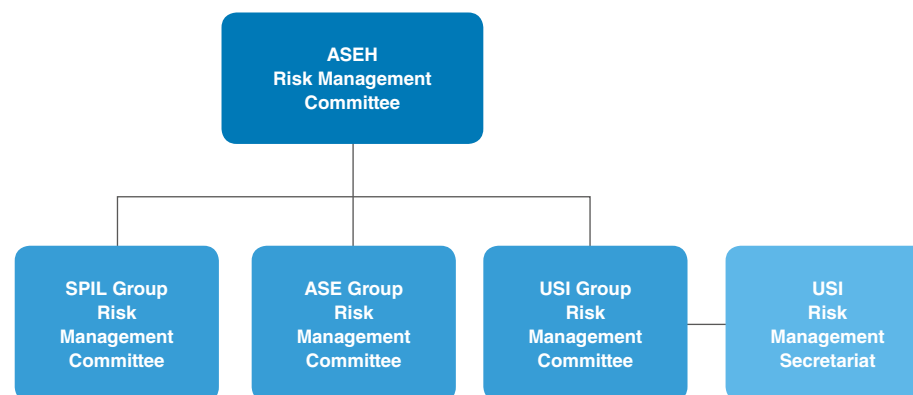 ASEH
Risk Management
Committee
SPIL Group
Risk
Management
Committee
ASE Group
Risk
Management
Committee
USI Group
Risk
Management
Committee
USI
Risk
Management
Secretariat